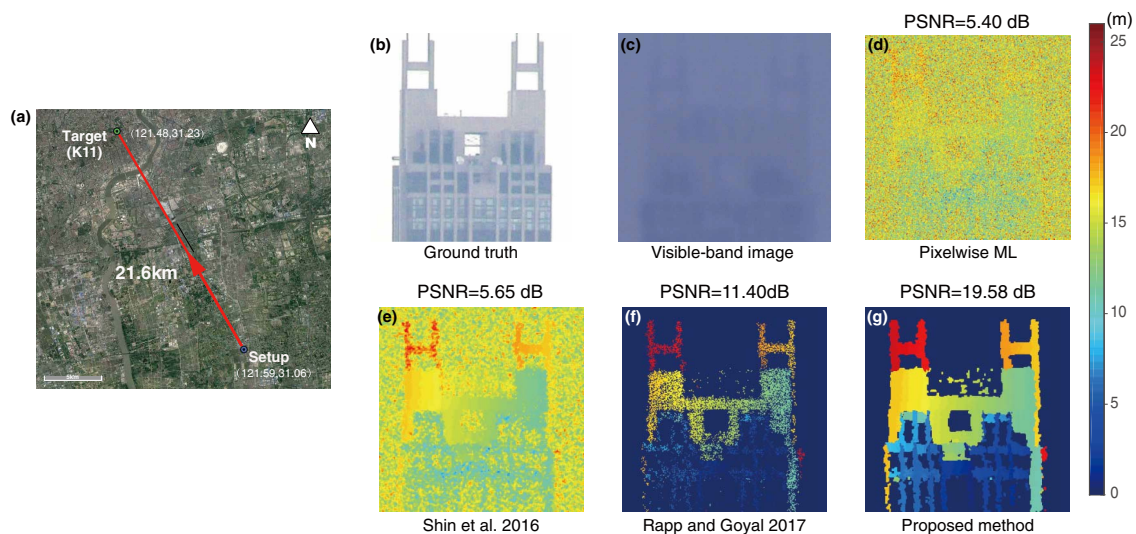 (a)
Target
(K11)
(121.48,31.23)
N
21.6km
Setup
(121.59,31.06)
5km
(b)
Ground truth
(c)
Visible-band image
PSNR=5.40 dB
(d)
Pixelwise ML
PSNR=5.65 dB
(e)
Shin et al. 2016
PSNR=11.40dB
(f)
Rapp and Goyal 2017
PSNR=19.58 dB
(g)
Proposed method
(m)
25
20
15
10
5
0